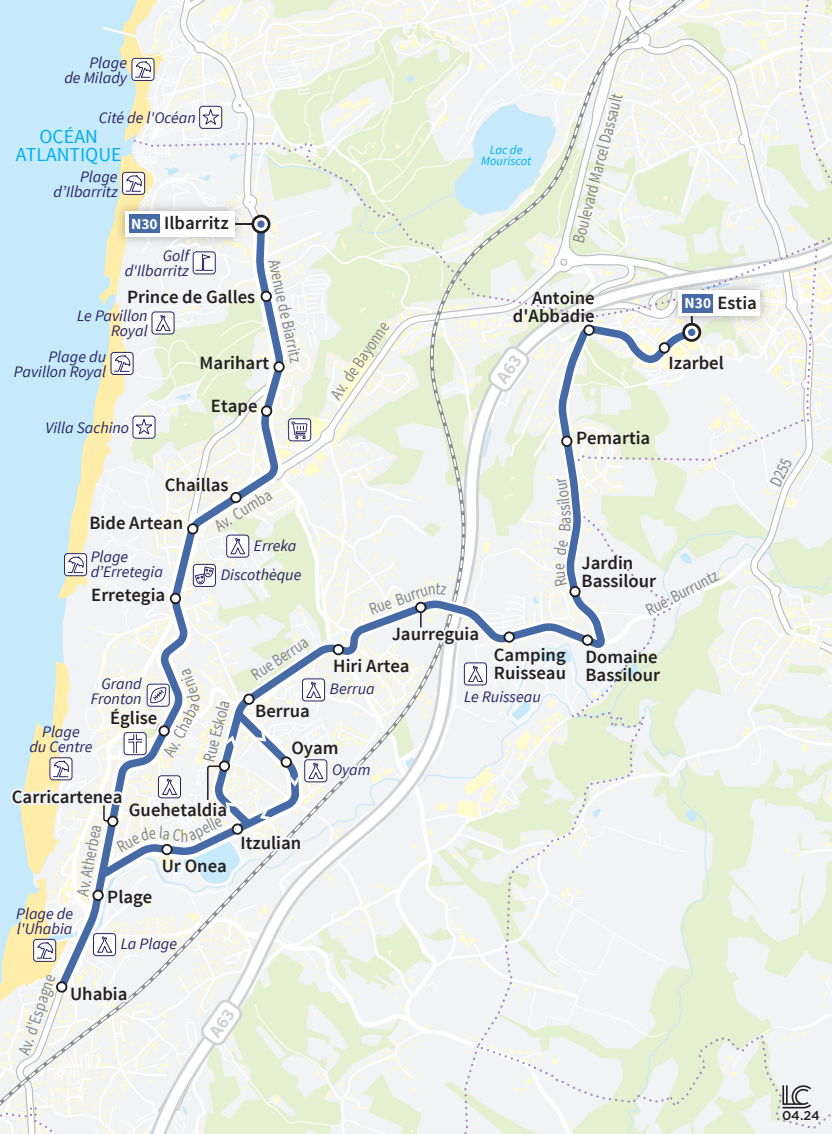 Plage
de Milady
Cité de l'Océan
OCÉAN
ATLANTIQUE
Lac de
Mouriscot
Plage
d'Ilbarritz
Boulevard Marcel Dassault
N30 Ilbarritz
Golf
d'Ilbarritz
Avenue de Biarritz
Prince de Galles
Le Pavillon
Royal
Antoine
d'Abbadie
N30 Estia
Izarbel
Av. de Bayonne
A63
Plage du
Pavillon Royal
Marihart
Etape
Villa Sachino
Pemartia
D255
Chaillas
Av. Cumba
Bide Artean
Erreka
Discothèque
Plage
d'Erretegia
Erretegia
Rue de Bassilour
Jardin
Bassilour
Rue Burruntz
Rue Burruntz
Jaurreguia
Camping
Ruisseau
Domaine
Bassilour
Rue Berrua
Hiri Artea
Le Ruisseau
Berrua
Grand
Fronton
Av. Chabadenia
Rue Eskola
Berrua
Église
Plage
du Centre
Oyam
Oyam
Carricartenea
Guehetaldia
Rue de la Chapelle
Itzulian
Av. Atherbea
Ur Onea
Plage
Plage de
l'Uhabia
La Plage
Uhabia
Av. d'Espagne
A63
LC
04.24